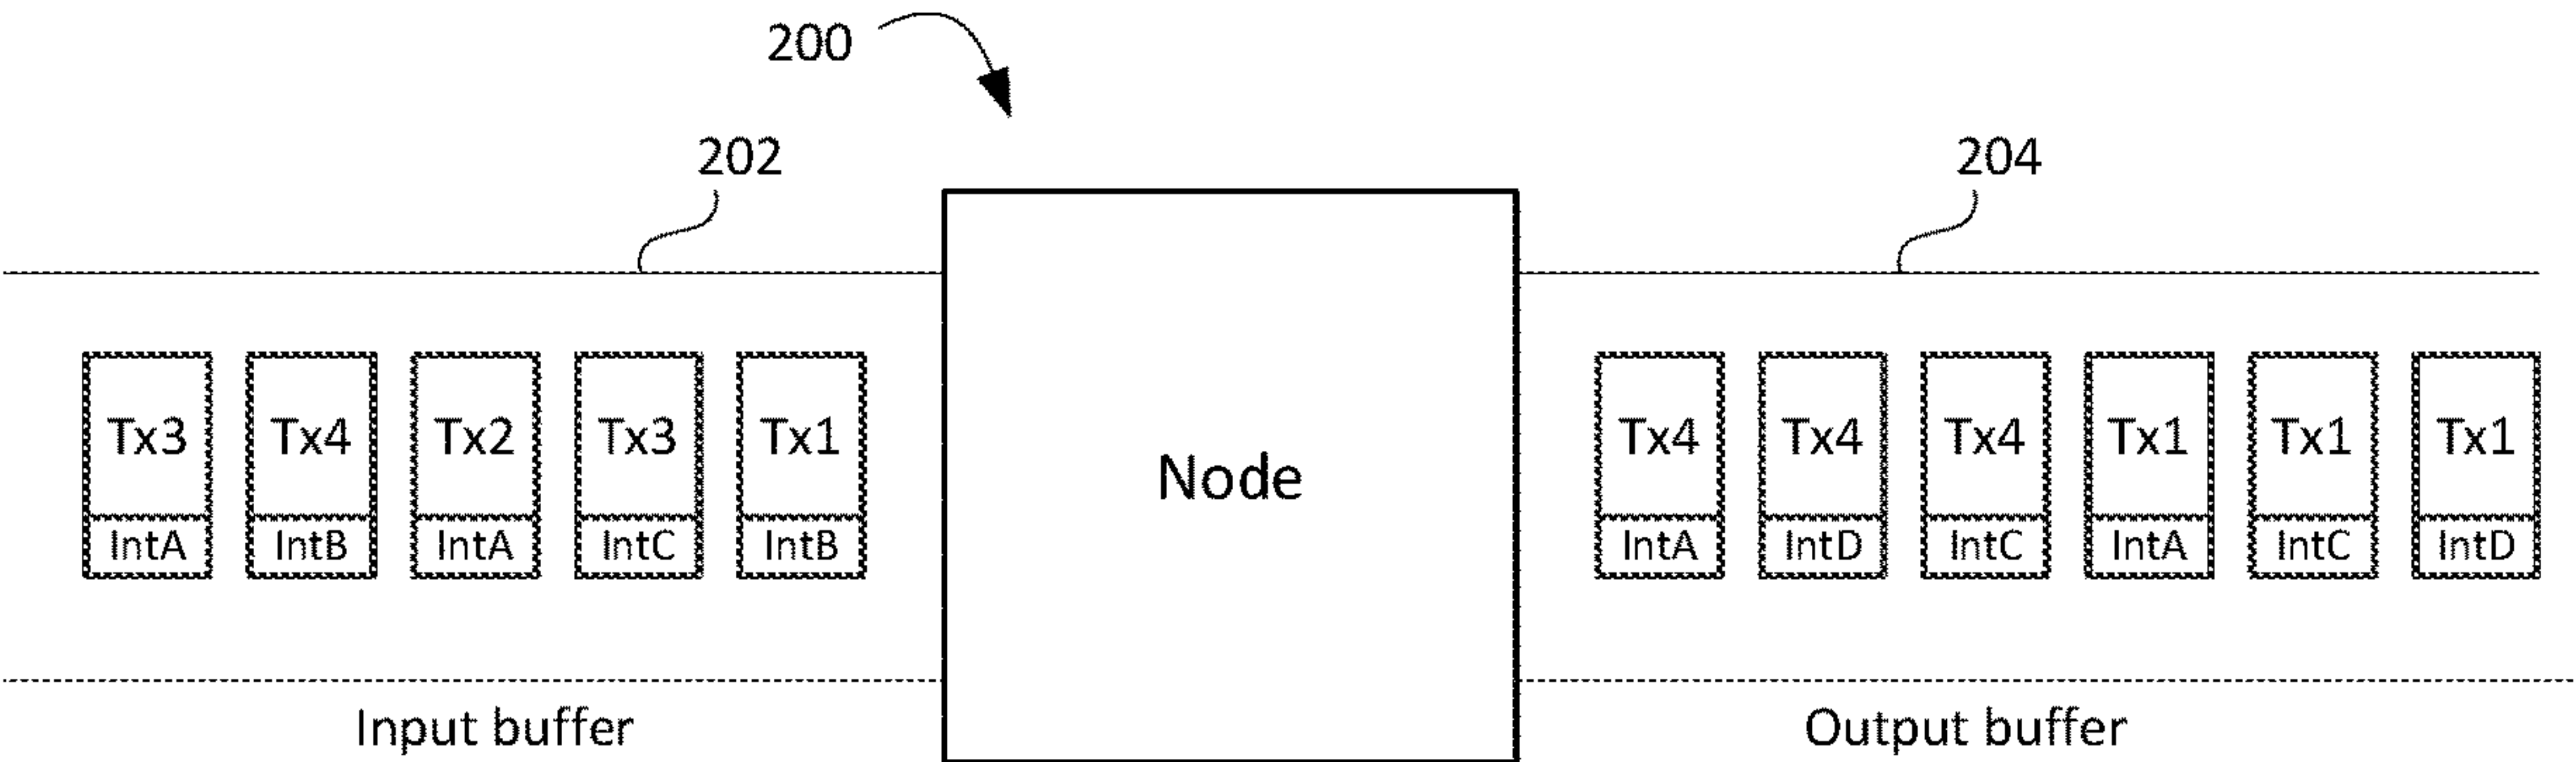 200
202
204
Tx3 Tx4 Tx2 Tx3 Tx1
IntA IntB IntA IntC IntB
Node
Tx4 Tx4 Tx4 Tx1 Tx1 Tx1
IntA IntD IntC IntA IntC IntD
Input buffer
Output buffer